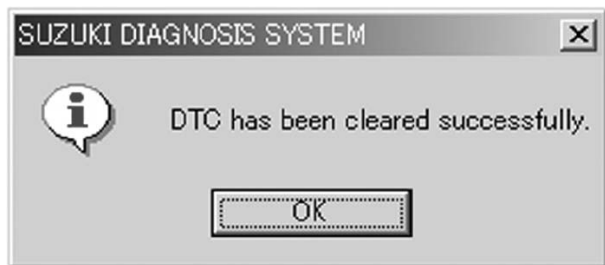 SUZUKI DIAGNOSIS SYSTEM
DTC has been cleared successfully.
OK